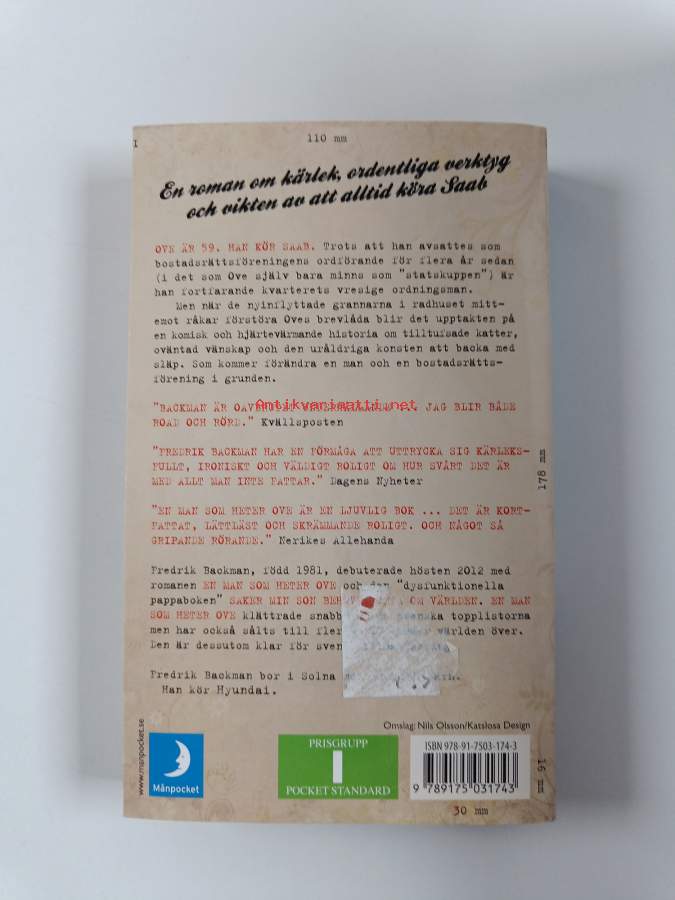 110 mm
En roman om kärlek, ordentliga verktyg
och vikten av att alltid köra Saab
OVE ÄR 59. HAN KÖR SAAB. Trots att han avsattes som
bostadsrättsföreningens ordförande för flera år sedan
(i det som Ove själv bara minns som "statskuppen") är
han fortfarande kvarterets vresige ordningsman.
Men när de nyinflyttade grannarna i radhuset mitt-
emot råkar förstöra Oves brevlåda blir det upptakten på
en komisk och hjärtevärmande historia om tilltufsade katter,
oväntad vänskap och den uråldriga konsten att backa med
släp. Som kommer förändra en man och en bostadsrätts-
förening i grunden.
Antikvariaatti.net
"BACKMAN ÄR ... JAG BLIR BÅDE
ROAD OCH RÖRD." Kvällsposten
"FREDRIK BACKMAN HAR EN FÖRMÅGA ATT UTTRYCKA SIG KÄRLEKS-
FULLT, IRONISKT OCH VÄLDIGT ROLIGT OM HUR SVÅRT DET ÄR
MED ALLT MAN INTE FATTAR." Dagens Nyheter
178 mm
"EN MAN SOM HETER OVE ÄR EN LJUVLIG BOK ... DET ÄR KORT-
FATTAT, LÄTTLÄST OCH SKRÄMMANDE ROLIGT. OCH NÅGOT SÅ
GRIPANDE RÖRANDE." Nerikes Allehanda
Fredrik Backman, född 1981, debuterade hösten 2012 med
romanen EN MAN SOM HETER OVE och den "dysfunktionella
pappaboken" SAKER MIN SON OM VÄRLDEN. EN MAN
SOM HETER OVE klättrade svenska topplistorna
men har också sålts till världen över.
Den är dessutom klar för
Fredrik Backman bor i Solna
Han kör Hyundai.
Omslag: Nils Olsson/Katslosa Design
www.manpocket.se
Månpocket
PRISGRUPP
I
POCKET STANDARD
ISBN 978-91-7503-174-3
9 789175 031743
16 mm
30 mm